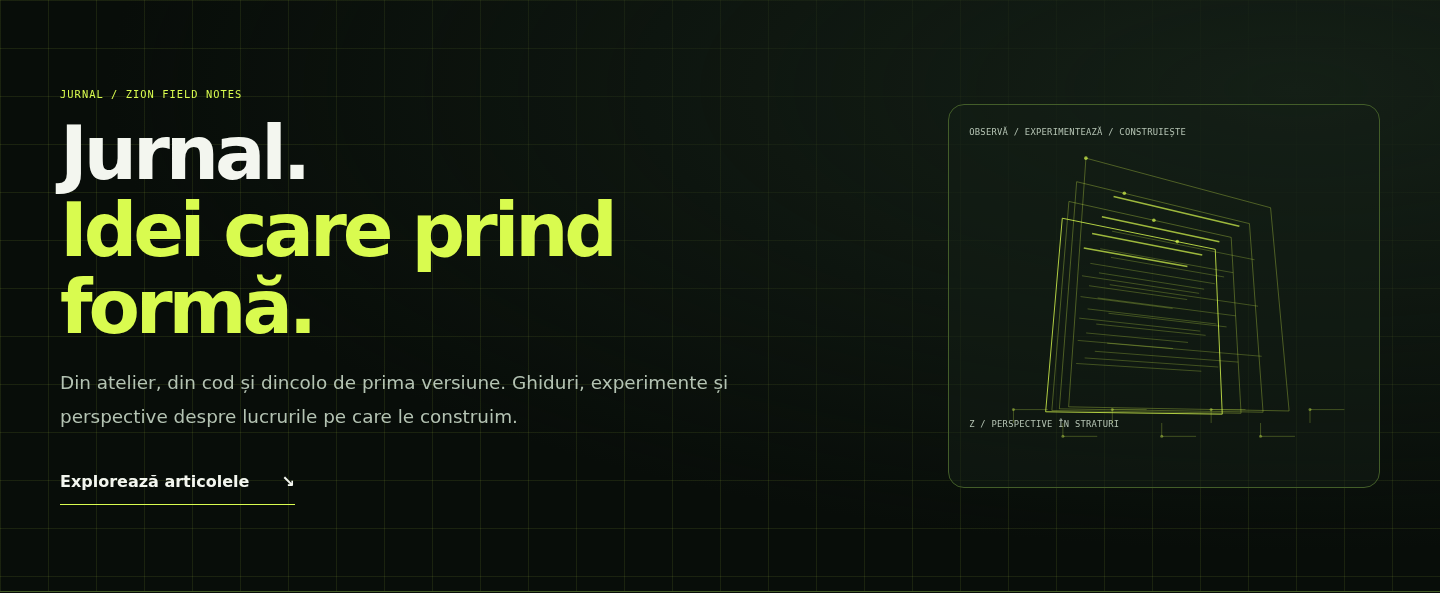 JURNAL / ZION FIELD NOTES
Jurnal.
Idei care prind
formă.
Din atelier, din cod și dincolo de prima versiune. Ghiduri, experimente și
perspective despre lucrurile pe care le construim.
Explorează articolele ↘
OBSERVĂ / EXPERIMENTEAZĂ / CONSTRUIEȘTE
Z / PERSPECTIVE ÎN STRATURI